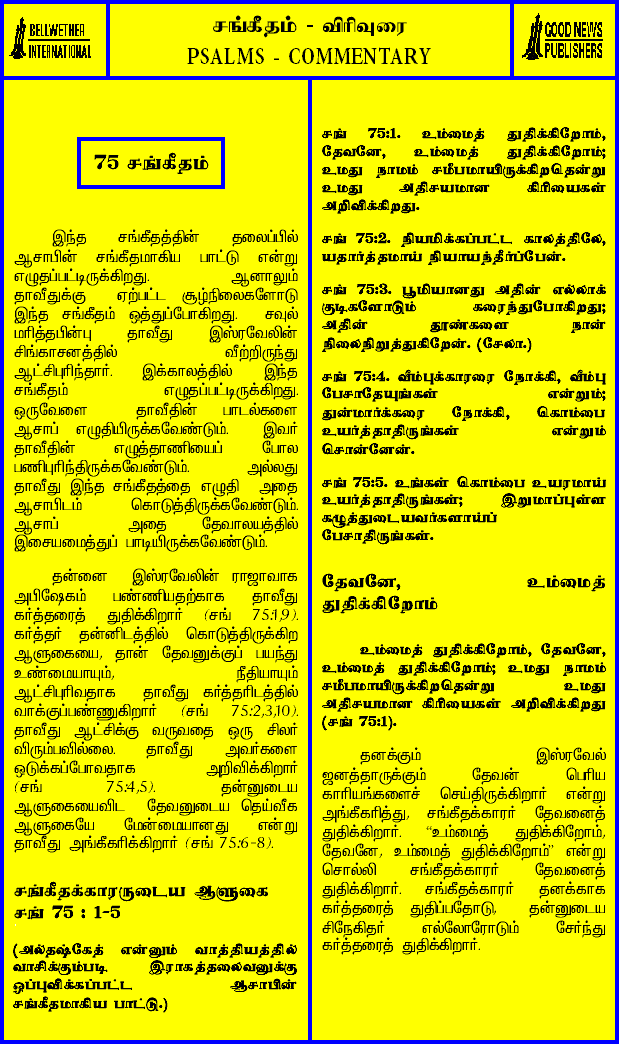 BELLWETHER
INTERNATIONAL
சங்கீதம் - விரிவுரை
PSALMS - COMMENTARY
GOOD NEWS
PUBLISHERS
75 சங்கீதம்
இந்த சங்கீதத்தின் தலைப்பில்
ஆசாபின் சங்கீதமாகிய பாட்டு என்று
எழுதப்பட்டிருக்கிறது. ஆனாலும்
தாவீதுக்கு ஏற்பட்ட சூழ்நிலைகளோடு
இந்த சங்கீதம் ஒத்துப்போகிறது. சவுல்
மரித்தபின்பு தாவீது இஸ்ரவேலின்
சிங்காசனத்தில் வீற்றிருந்து
ஆட்சிபுரிந்தார். இக்காலத்தில் இந்த
சங்கீதம் எழுதப்பட்டிருக்கிறது.
ஒருவேளை தாவீதின் பாடல்களை
ஆசாப் எழுதியிருக்கவேண்டும். இவர்
தாவீதின் எழுத்தாணியைப் போல
பணிபுரிந்திருக்கவேண்டும். அல்லது
தாவீது இந்த சங்கீதத்தை எழுதி அதை
ஆசாபிடம் கொடுத்திருக்கவேண்டும்.
ஆசாப் அதை தேவாலயத்தில்
இசையமைத்துப் பாடியிருக்கவேண்டும்.
தன்னை இஸ்ரவேலின் ராஜாவாக
அபிஷேகம் பண்ணியதற்காக தாவீது
கர்த்தரைத் துதிக்கிறார் (சங் 75:1,9).
கர்த்தர் தன்னிடத்தில் கொடுத்திருக்கிற
ஆளுகையை, தான் தேவனுக்குப் பயந்து
உண்மையாயும், நீதியாயும்
ஆட்சிபுரிவதாக தாவீது கர்த்தரிடத்தில்
வாக்குப்பண்ணுகிறார் (சங் 75:2,3,10).
தாவீது ஆட்சிக்கு வருவதை ஒரு சிலர்
விரும்பவில்லை. தாவீது அவர்களை
ஒடுக்கப்போவதாக அறிவிக்கிறார்
(சங் 75:4,5). தன்னுடைய
ஆளுகையைவிட தேவனுடைய தெய்வீக
ஆளுகையே மேன்மையானது என்று
தாவீது அங்கீகரிக்கிறார் (சங் 75:6-8).
சங்கீதக்காரருடைய ஆளுகை
சங் 75 : 1-5
(அல்தஷ்கேத் என்னும் வாத்தியத்தில்
வாசிக்கும்படி இராகத்தலைவனுக்கு
ஒப்புவிக்கப்பட்ட ஆசாபின்
சங்கீதமாகிய பாட்டு.)
சங் 75:1. உம்மைத் துதிக்கிறோம்,
தேவனே, உம்மைத் துதிக்கிறோம்;
உமது நாமம் சமீபமாயிருக்கிறதென்று
உமது அதிசயமான கிரியைகள்
அறிவிக்கிறது.
சங் 75:2. நியமிக்கப்பட்ட காலத்திலே,
யதார்த்தமாய் நியாயந்தீர்ப்பேன்.
சங் 75:3. பூமியானது அதின் எல்லாக்
குடிகளோடும் கரைந்துபோகிறது;
அதின் தூண்களை நான்
நிலைநிறுத்துகிறேன். (சேலா.)
சங் 75:4. வீம்புக்காரரை நோக்கி, வீம்பு
பேசாதேயுங்கள் என்றும்;
துன்மார்க்கரை நோக்கி, கொம்பை
உயர்த்தாதிருங்கள் என்றும்
சொன்னேன்.
சங் 75:5. உங்கள் கொம்பை உயரமாய்
உயர்த்தாதிருங்கள்; இறுமாப்புள்ள
கழுத்துடையவர்களாய்ப்
பேசாதிருங்கள்.
தேவனே, உம்மைத்
துதிக்கிறோம்
உம்மைத் துதிக்கிறோம், தேவனே,
உம்மைத் துதிக்கிறோம்; உமது நாமம்
சமீபமாயிருக்கிறதென்று உமது
அதிசயமான கிரியைகள் அறிவிக்கிறது
(சங் 75:1).
தனக்கும் இஸ்ரவேல்
ஜனத்தாருக்கும் தேவன் பெரிய
காரியங்களைச் செய்திருக்கிறார் என்று
அங்கீகரித்து, சங்கீதக்காரர் தேவனைத்
துதிக்கிறார். “உம்மைத் துதிக்கிறோம்,
தேவனே, உம்மைத் துதிக்கிறோம்” என்று
சொல்லி சங்கீதக்காரர் தேவனைத்
துதிக்கிறார். சங்கீதக்காரர் தனக்காக
கர்த்தரைத் துதிப்பதோடு, தன்னுடைய
சிநேகிதர் எல்லோரோடும் சேர்ந்து
கர்த்தரைத் துதிக்கிறார்.